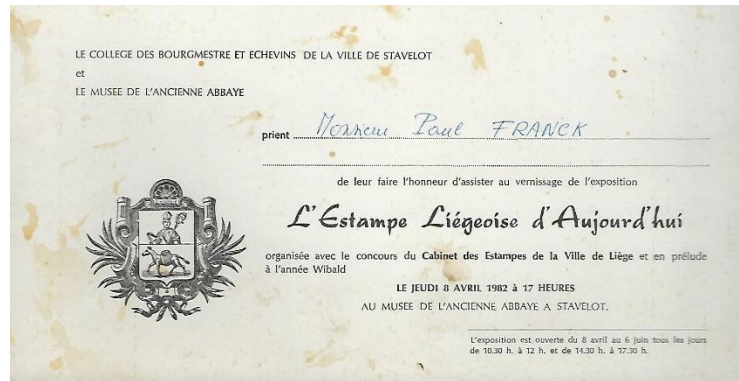 LE COLLEGE DES BOURGMESTRE ET ECHEVINS DE LA VILLE DE STAVELOT
et
LE MUSEE DE L'ANCIENNE ABBAYE
prient Monsieur Paul FRANCK
de leur faire l'honneur d'assister au vernissage de l'exposition
L'Estampe Liégeoise d'Aujourd'hui
organisée avec le concours du Cabinet des Estampes de la Ville de Liège et en prélude
à l'année Wibald
LE JEUDI 8 AVRIL 1982 à 17 HEURES
AU MUSEE DE L'ANCIENNE ABBAYE A STAVELOT.
L'exposition est ouverte du 8 avril au 6 juin tous les jours
de 10.30 h. à 12 h. et de 14.30 h. à 17.30 h.